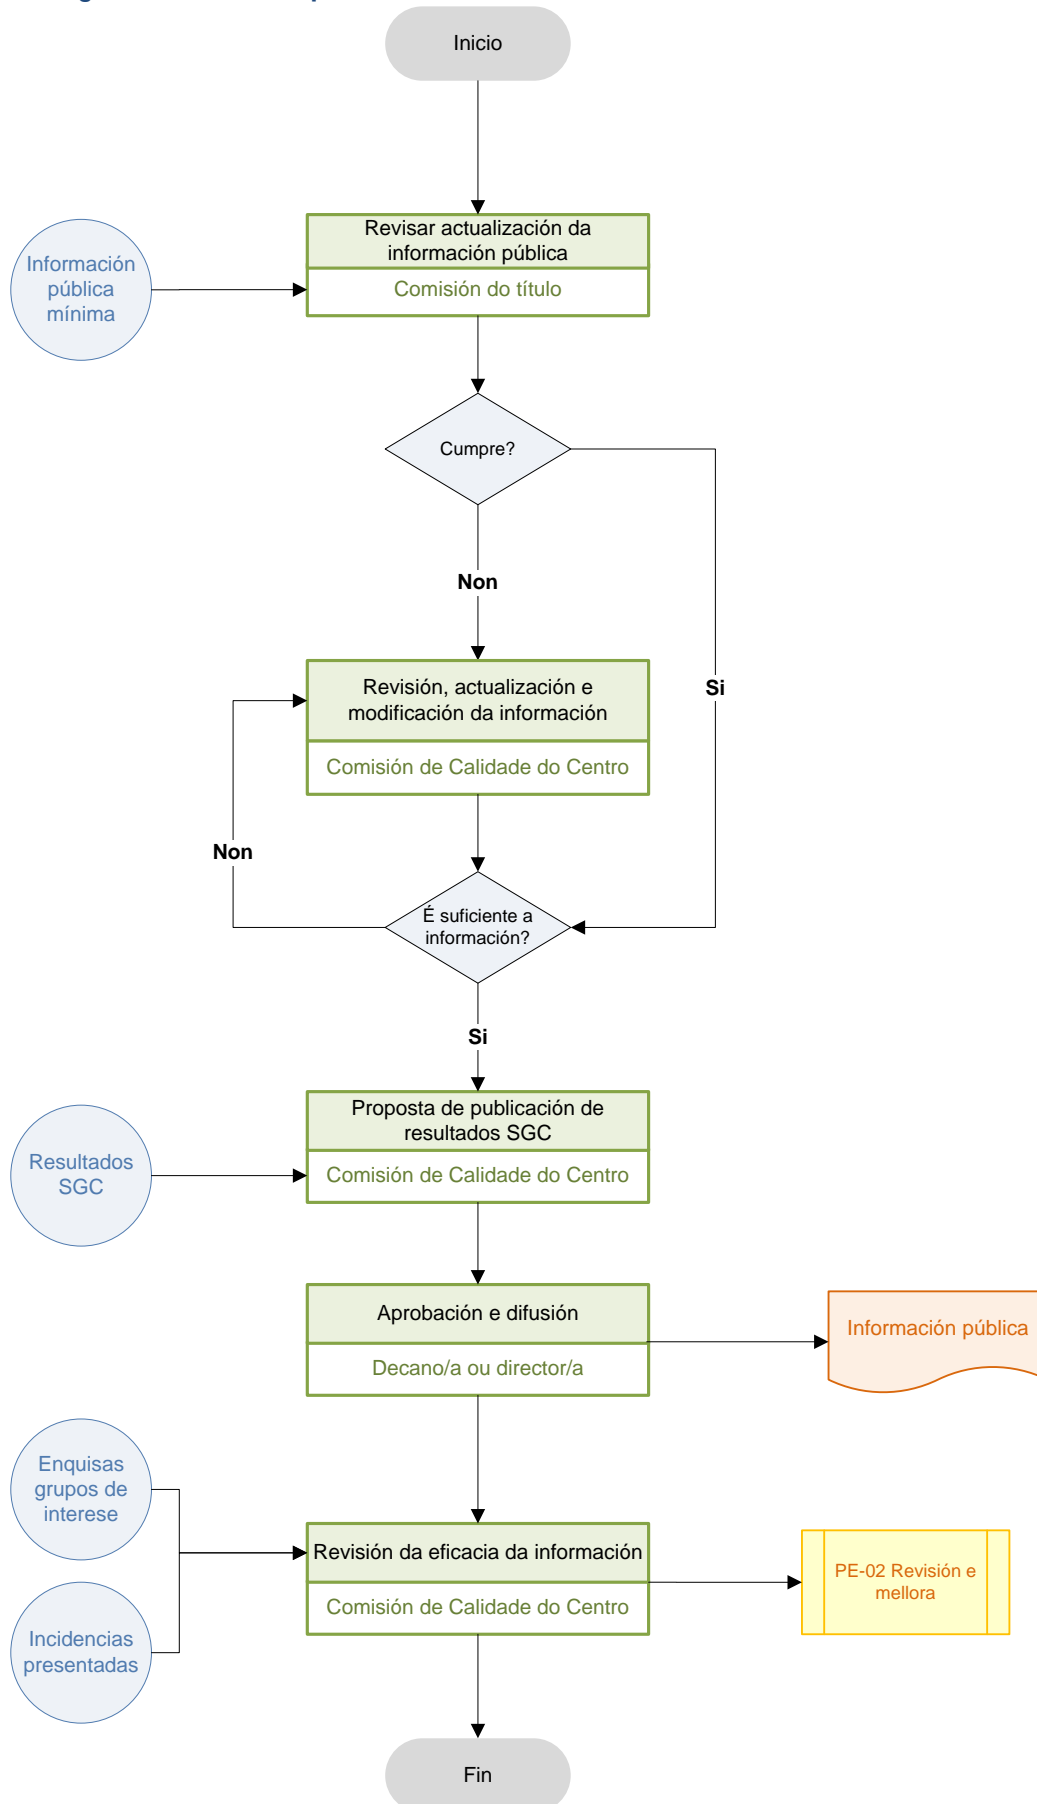 Inicio
Revisar actualización da
información pública
Comisión do título
Información
pública
mínima
Cumpre?
Non
Si
Revisión, actualización e
modificación da información
Comisión de Calidade do Centro
Non
É suficiente a
información?
Si
Proposta de publicación de
resultados SGC
Comisión de Calidade do Centro
Resultados
SGC
Aprobación e difusión
Decano/a ou director/a
Información pública
Enquisas
grupos de
interese
Revisión da eficacia da información
Comisión de Calidade do Centro
PE-02 Revisión e
mellora
Incidencias
presentadas
Fin